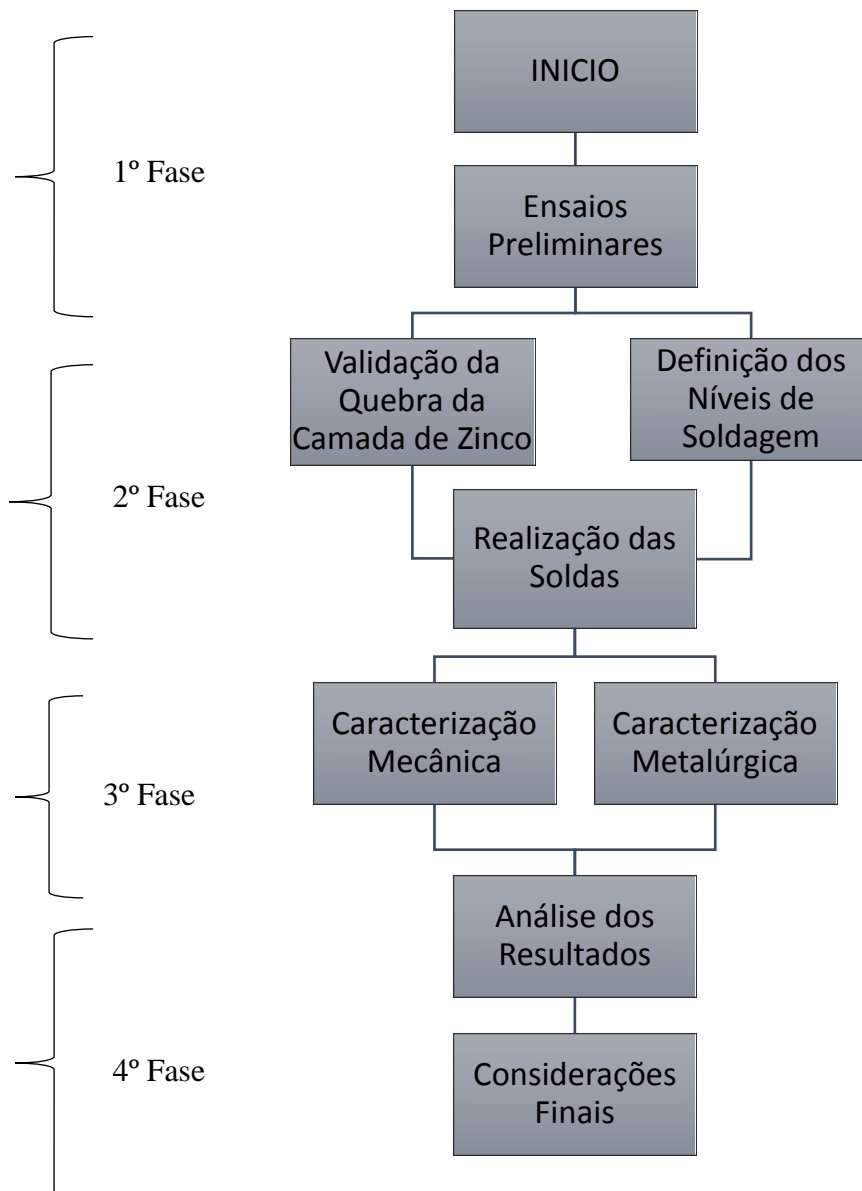 INICIO
1º Fase
Ensaios
Preliminares
Validação da
Quebra da
Camada de Zinco
Definição dos
Níveis de
Soldagem
2º Fase
Realização das
Soldas
Caracterização
Mecânica
Caracterização
Metalúrgica
3º Fase
Análise dos
Resultados
4º Fase
Considerações
Finais